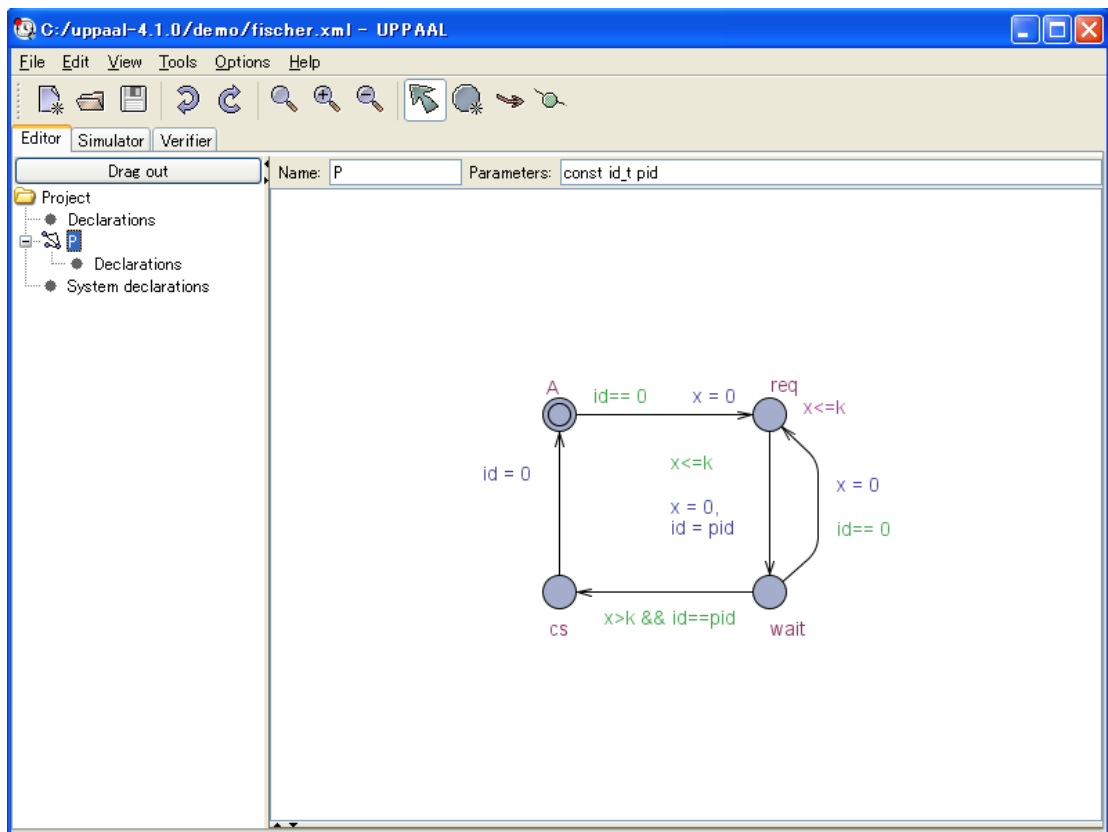 C:/uppaal-4.1.0/demo/fischer.xml - UPPAAL
File Edit View Tools Options Help
Editor Simulator Verifier
Drag out
Name: P Parameters: const id_t pid
Project
Declarations
P
Declarations
System declarations
A id== 0 x = 0 req
x<=k
id = 0
x<=k
x = 0,
id = pid
x = 0
id== 0
cs x>k && id==pid wait